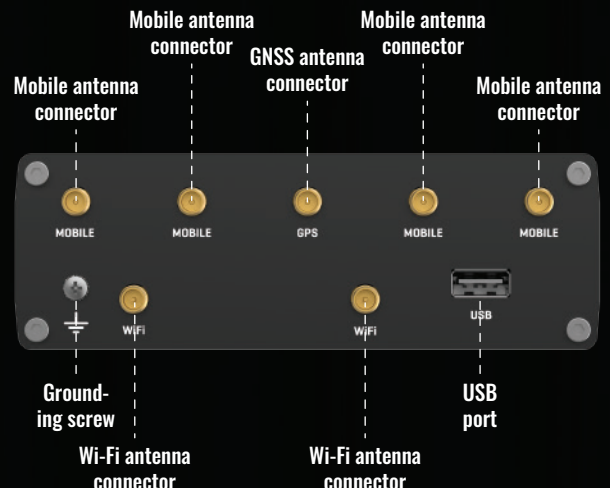 Mobile antenna
connector
Mobile antenna
connector
GNSS antenna
connector
Mobile antenna
connector
Mobile antenna
connector
MOBILE
MOBILE
GPS
MOBILE
MOBILE
WiFi
WiFi
USB
Ground-
ing screw
Wi-Fi antenna
connector
Wi-Fi antenna
connector
USB
port